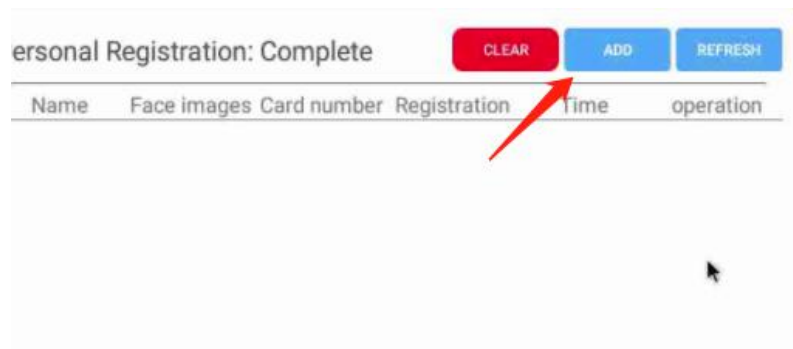 ersonal Registration: Complete CLEAR ADD REFRESH
Name Face images Card number Registration Time operation